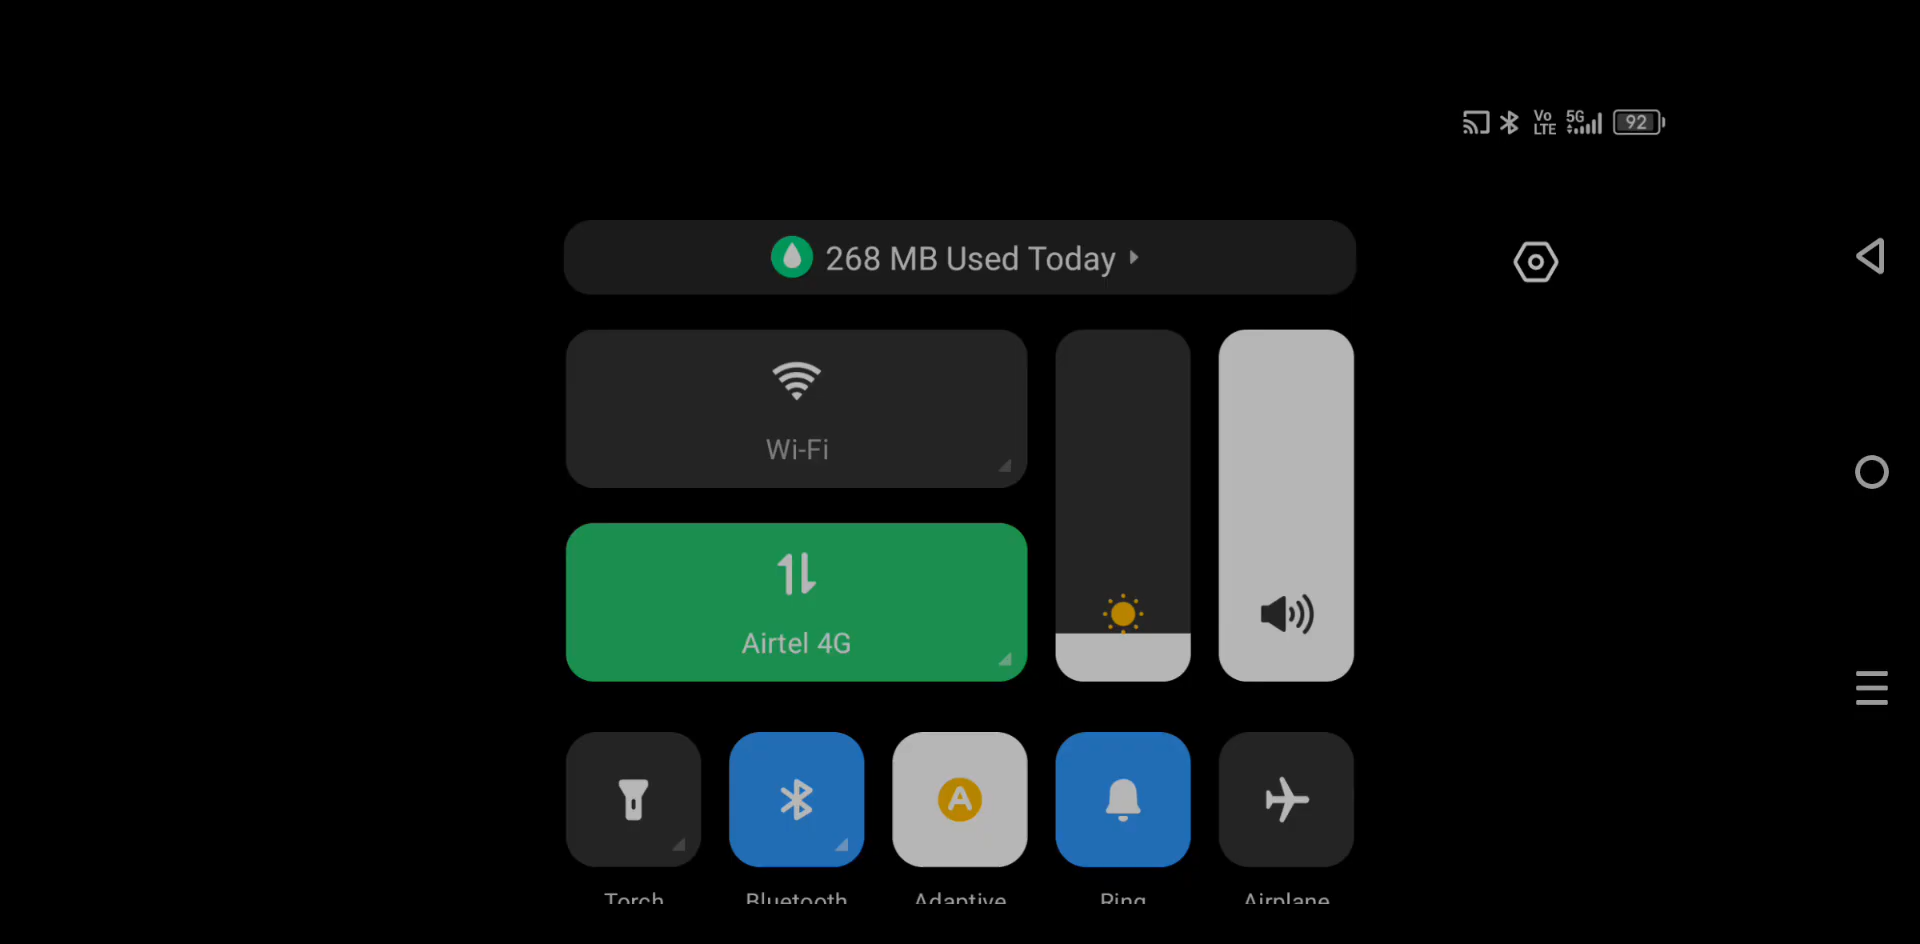 Vo
LTE
5G
92
268 MB Used Today
Wi-Fi
Airtel 4G
A
Torch
Bluetooth
Adaptive
Ring
Airplane